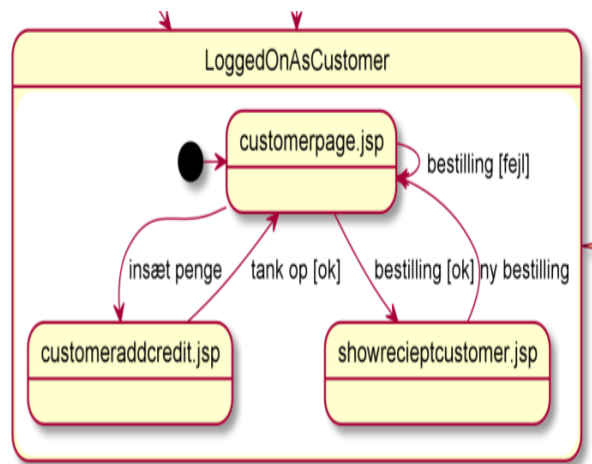 LoggedOnAsCustomer
customerpage.jsp
bestilling [fejl]
insæt penge
tank op [ok]
bestilling [ok]
ny bestilling
customeraddcredit.jsp
showrecieptcustomer.jsp